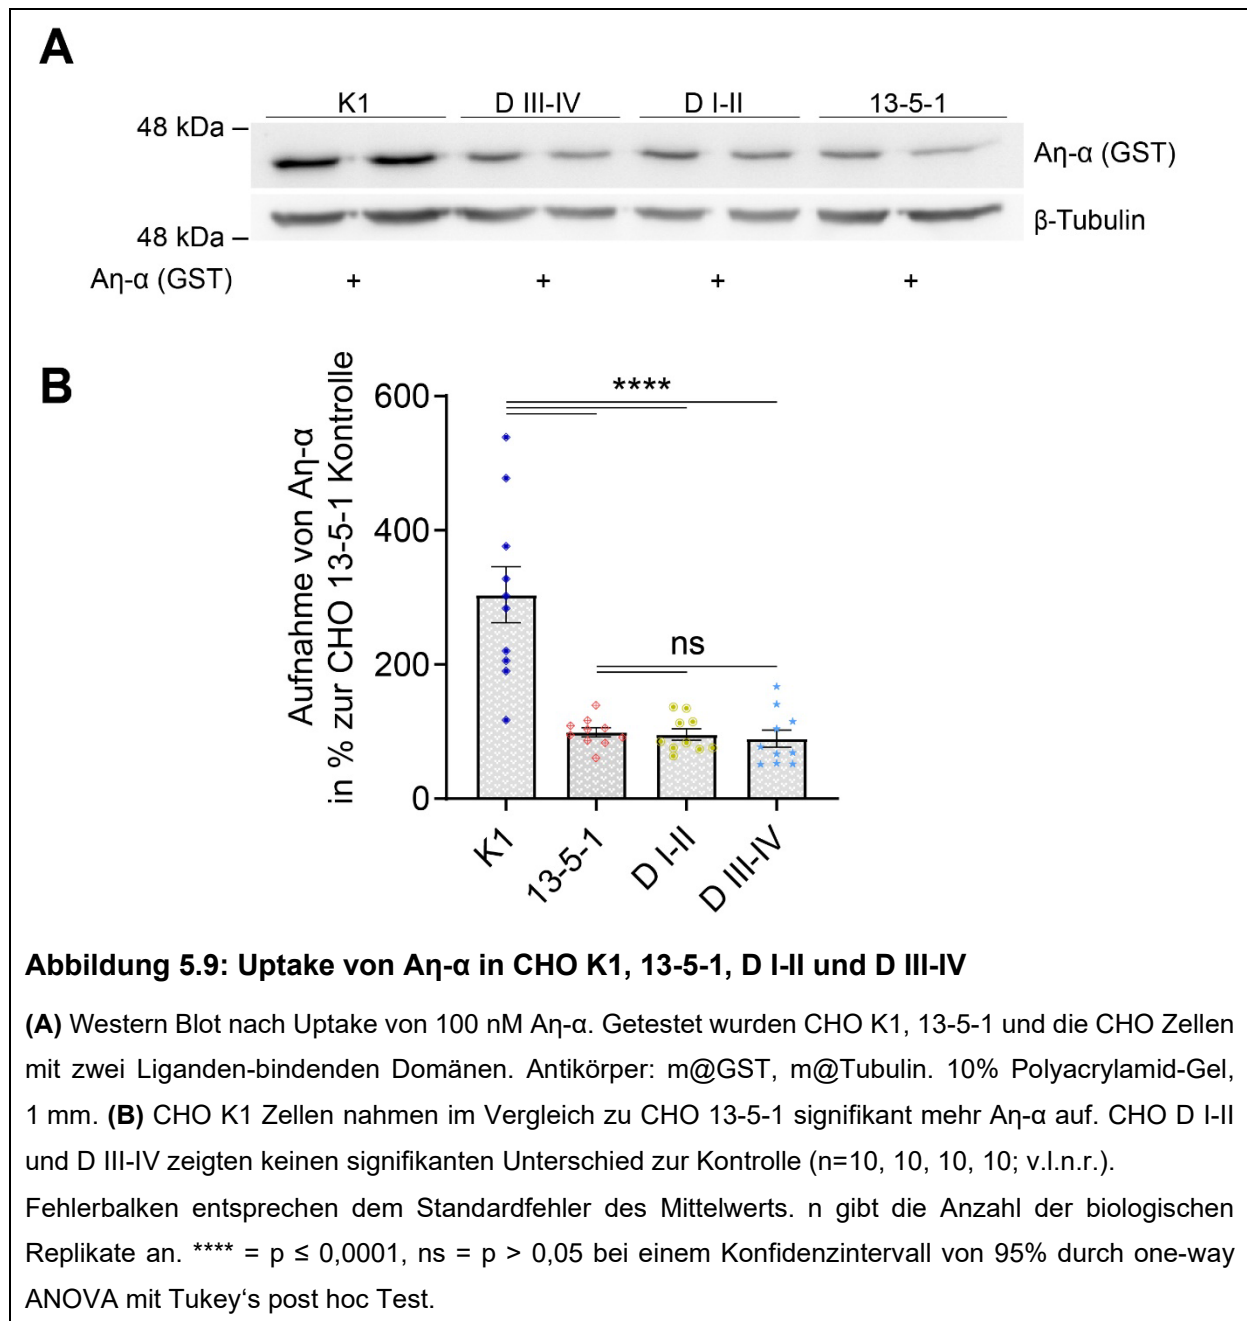 A
K1 D III-IV D I-II 13-5-1
48 kDa –
Aη-α (GST)
β-Tubulin
48 kDa –
Aη-α (GST) + + + +
B
Aufnahme von Aη-α
in % zur CHO 13-5-1 Kontrolle
600
400
200
0
****
ns
K1
13-5-1
D I-II
D III-IV
Abbildung 5.9: Uptake von Aη-α in CHO K1, 13-5-1, D I-II und D III-IV
(A) Western Blot nach Uptake von 100 nM Aη-α. Getestet wurden CHO K1, 13-5-1 und die CHO Zellen
mit zwei Liganden-bindenden Domänen. Antikörper: m@GST, m@Tubulin. 10% Polyacrylamid-Gel,
1 mm. (B) CHO K1 Zellen nahmen im Vergleich zu CHO 13-5-1 signifikant mehr Aη-α auf. CHO D I-II
und D III-IV zeigten keinen signifikanten Unterschied zur Kontrolle (n=10, 10, 10, 10; v.l.n.r.).
Fehlerbalken entsprechen dem Standardfehler des Mittelwerts. n gibt die Anzahl der biologischen
Replikate an. **** = p ≤ 0,0001, ns = p > 0,05 bei einem Konfidenzintervall von 95% durch one-way
ANOVA mit Tukey‘s post hoc Test.